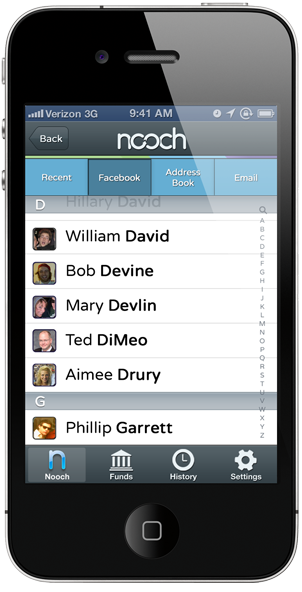 Verizon 3G 9:41 AM
Back nooch
Recent Facebook Address Book Email
D
Hillary David
William David
Bob Devine
Mary Devlin
Ted DiMeo
Aimee Drury
G
Phillip Garrett
A
B
C
D
E
F
G
H
I
J
K
L
M
N
O
P
Q
R
S
T
U
V
W
X
Y
Z
Nooch Funds History Settings